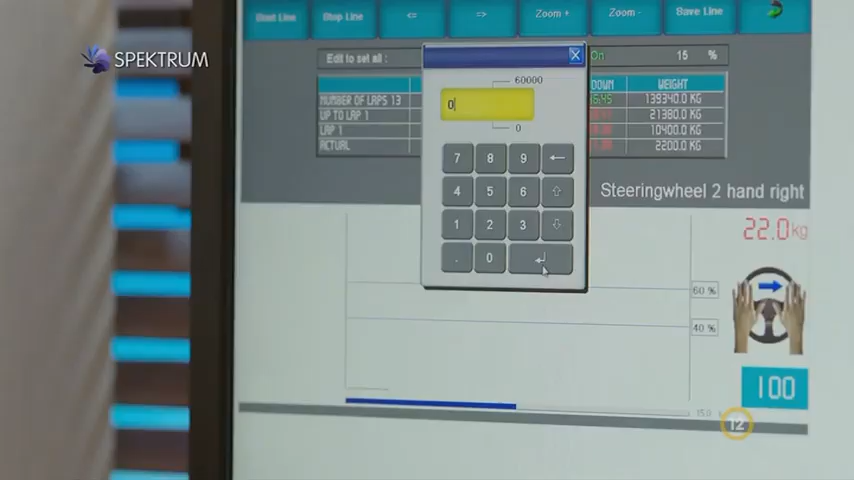 Start Line
Stop Line
<=
=>
Zoom +
Zoom -
Save Line
SPEKTRUM
Edit to set all :
On
15 %
60000
0
0
DOWN WEIGHT
NUMBER OF LAPS 13 139340.0 KG
UP TO LAP 1 21380.0 KG
LAP 1 10400.0 KG
ACTUAL 2200.0 KG
7 8 9
4 5 6
1 2 3
. 0
Steeringwheel 2 hand right
22.0kg
60 %
40 %
100
15.0
12